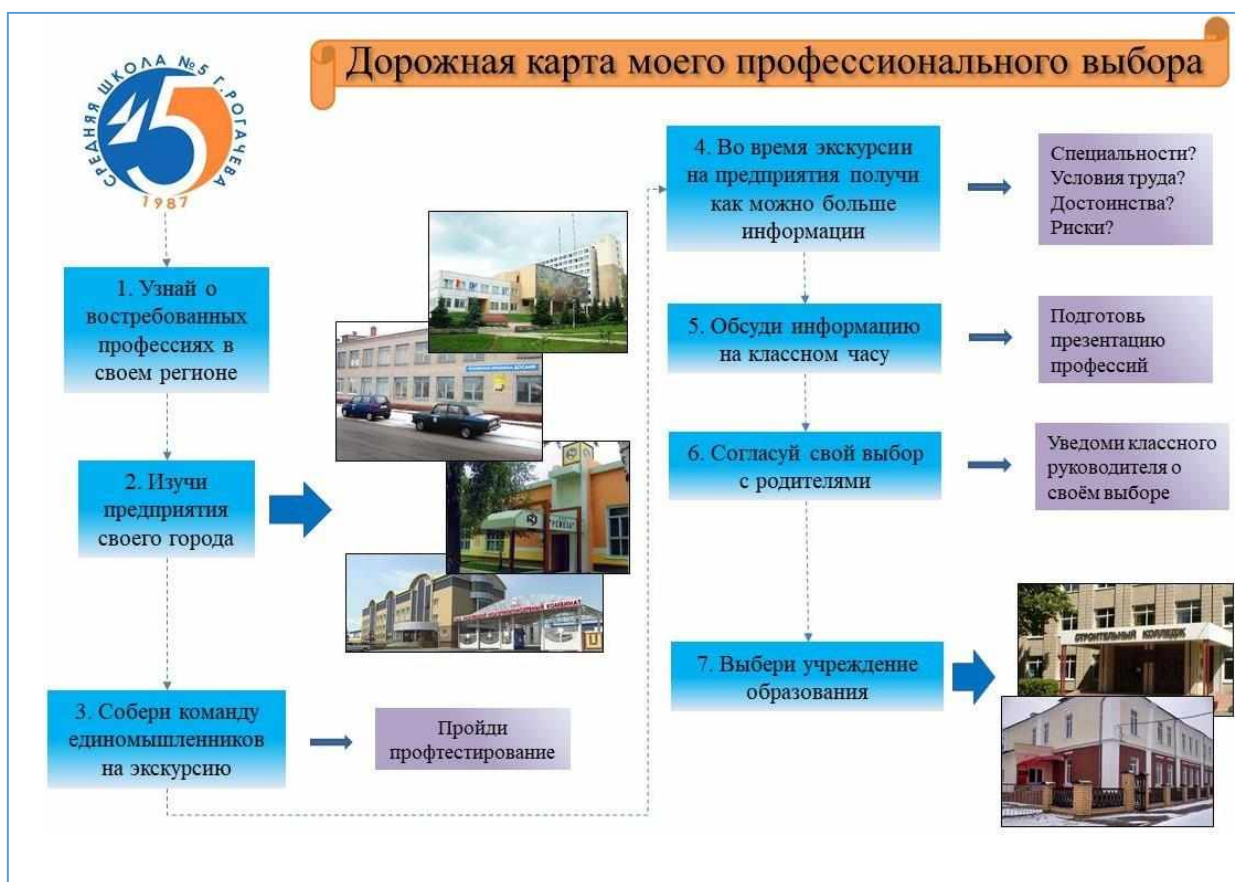 Дорожная карта моего профессионального выбора
СРЕДНЯЯ ШКОЛА №5 Г.РОГАЧЕВА
1987
1. Узнай о
востребованных
профессиях в
своем регионе
2. Изучи
предприятия
своего города
3. Собери команду
единомышленников
на экскурсию
Пройди
профтестирование
4. Во время экскурсии
на предприятия получи
как можно больше
информации
Специальности?
Условия труда?
Достоинства?
Риски?
5. Обсуди информацию
на классном часу
Подготовь
презентацию
профессий
6. Согласуй свой выбор
с родителями
Уведоми классного
руководителя о
своём выборе
7. Выбери учреждение
образования
СТРОИТЕЛЬНЫЙ КОЛЛЕДЖ
КОМБИНАТ